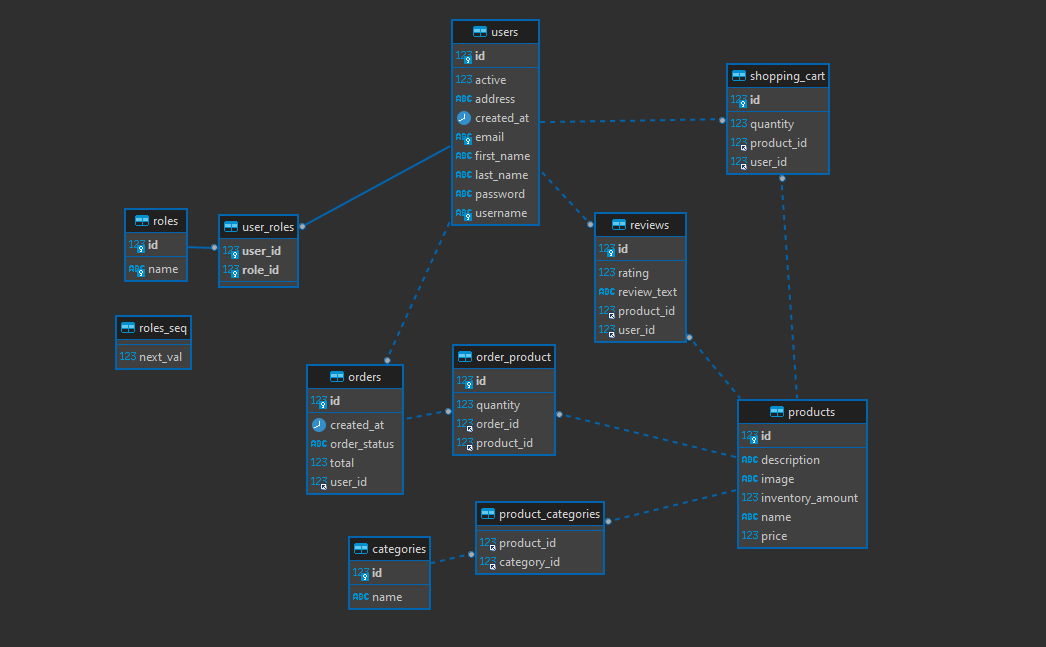 users
123 id
123 active
ABC address
created_at
ABC email
ABC first_name
ABC last_name
ABC password
ABC username
shopping_cart
123 id
123 quantity
123 product_id
123 user_id
roles
123 id
ABC name
user_roles
123 user_id
123 role_id
reviews
123 id
123 rating
ABC review_text
123 product_id
123 user_id
roles_seq
123 next_val
orders
123 id
created_at
ABC order_status
123 total
123 user_id
order_product
123 id
123 quantity
123 order_id
123 product_id
products
123 id
ABC description
ABC image
123 inventory_amount
ABC name
123 price
product_categories
123 product_id
123 category_id
categories
123 id
ABC name